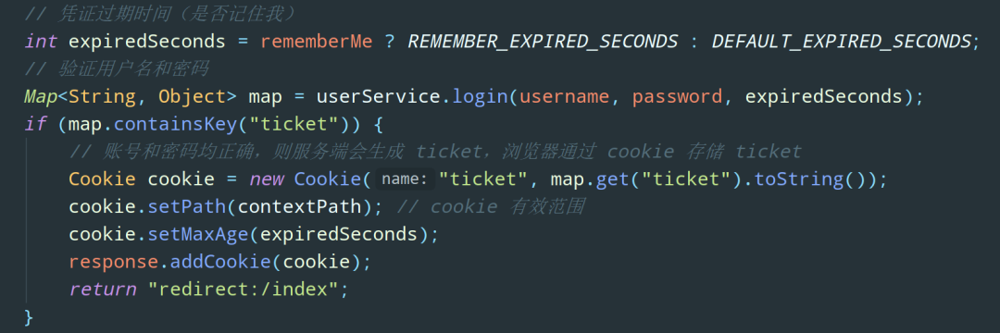 // 凭证过期时间（是否记住我）
int expiredSeconds = rememberMe ? REMEMBER_EXPIRED_SECONDS : DEFAULT_EXPIRED_SECONDS;
// 验证用户名和密码
Map<String, Object> map = userService.login(username, password, expiredSeconds);
if (map.containsKey("ticket")) {
// 账号和密码均正确，则服务端会生成 ticket，浏览器通过 cookie 存储 ticket
Cookie cookie = new Cookie( name: "ticket", map.get("ticket").toString());
cookie.setPath(contextPath); // cookie 有效范围
cookie.setMaxAge(expiredSeconds);
response.addCookie(cookie);
return "redirect:/index";
}